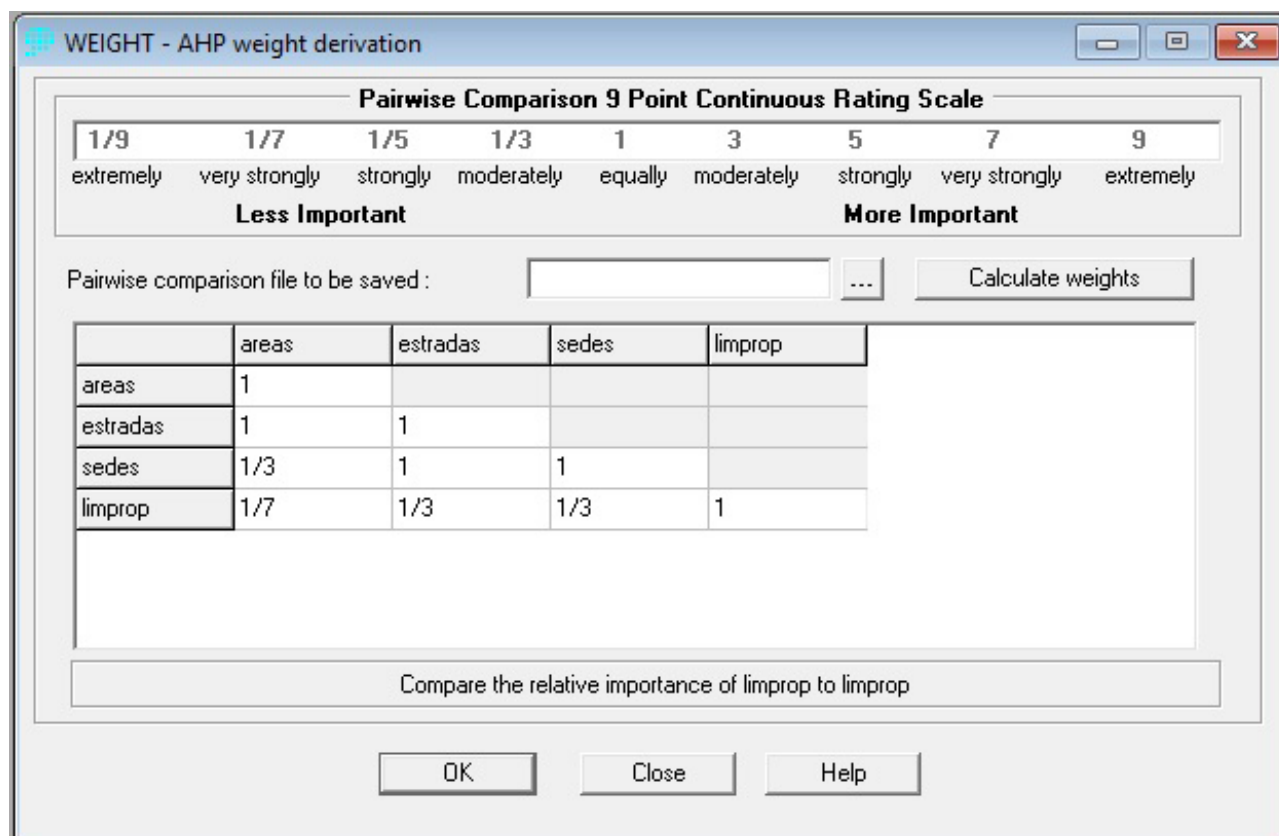 WEIGHT - AHP weight derivation
Pairwise Comparison 9 Point Continuous Rating Scale
1/9 1/7 1/5 1/3 1 3 5 7 9
extremely very strongly strongly moderately equally moderately strongly very strongly extremely
Less Important More Important
Pairwise comparison file to be saved : ... Calculate weights
areas estradas sedes limprop
areas 1
estradas 1 1
sedes 1/3 1 1
limprop 1/7 1/3 1/3 1
Compare the relative importance of limprop to limprop
OK Close Help